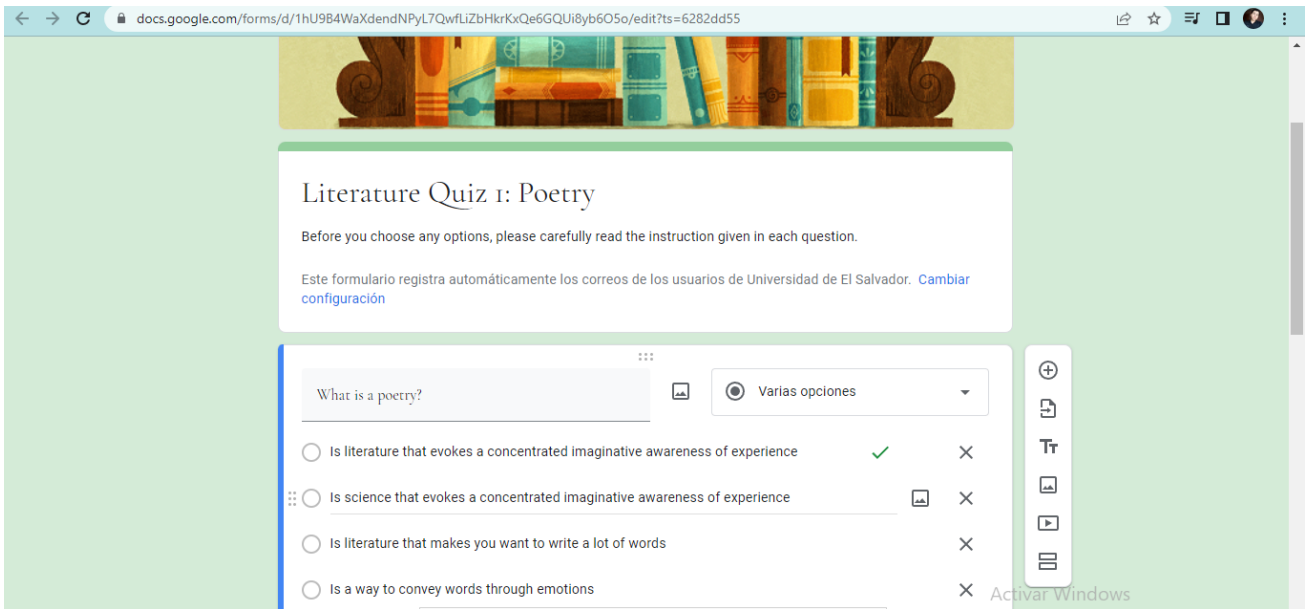 docs.google.com/forms/d/1hU9B4WaXdendNPyL7QwfLiZbHkrKxQe6GQUi8yb6O5o/edit?ts=6282dd55
Literature Quiz 1: Poetry
Before you choose any options, please carefully read the instruction given in each question.
Este formulario registra automáticamente los correos de los usuarios de Universidad de El Salvador. Cambiar
configuración
What is a poetry?
Varias opciones
Is literature that evokes a concentrated imaginative awareness of experience
Tт
Is science that evokes a concentrated imaginative awareness of experience
Is literature that makes you want to write a lot of words
Is a way to convey words through emotions
Activar Windows